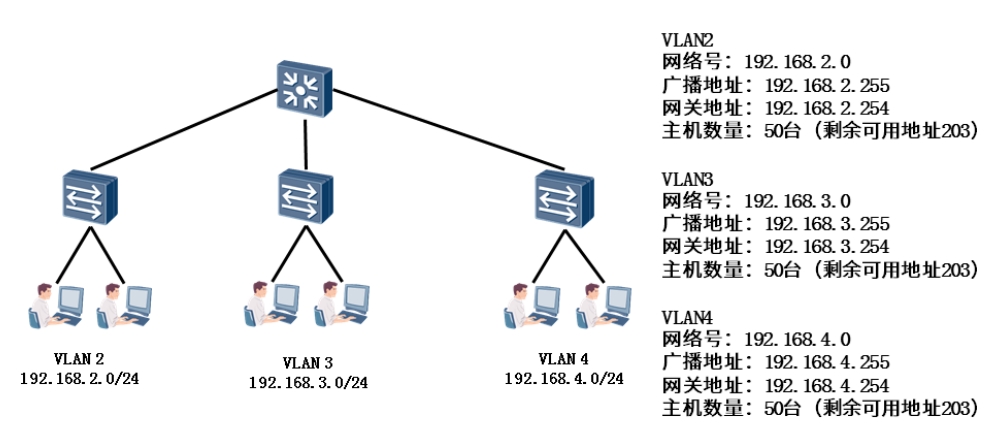 VLAN 2
192.168.2.0/24
VLAN 3
192.168.3.0/24
VLAN 4
192.168.4.0/24
VLAN2
网络号：192.168.2.0
广播地址：192.168.2.255
网关地址：192.168.2.254
主机数量：50台（剩余可用地址203）
VLAN3
网络号：192.168.3.0
广播地址：192.168.3.255
网关地址：192.168.3.254
主机数量：50台（剩余可用地址203）
VLAN4
网络号：192.168.4.0
广播地址：192.168.4.255
网关地址：192.168.4.254
主机数量：50台（剩余可用地址203）